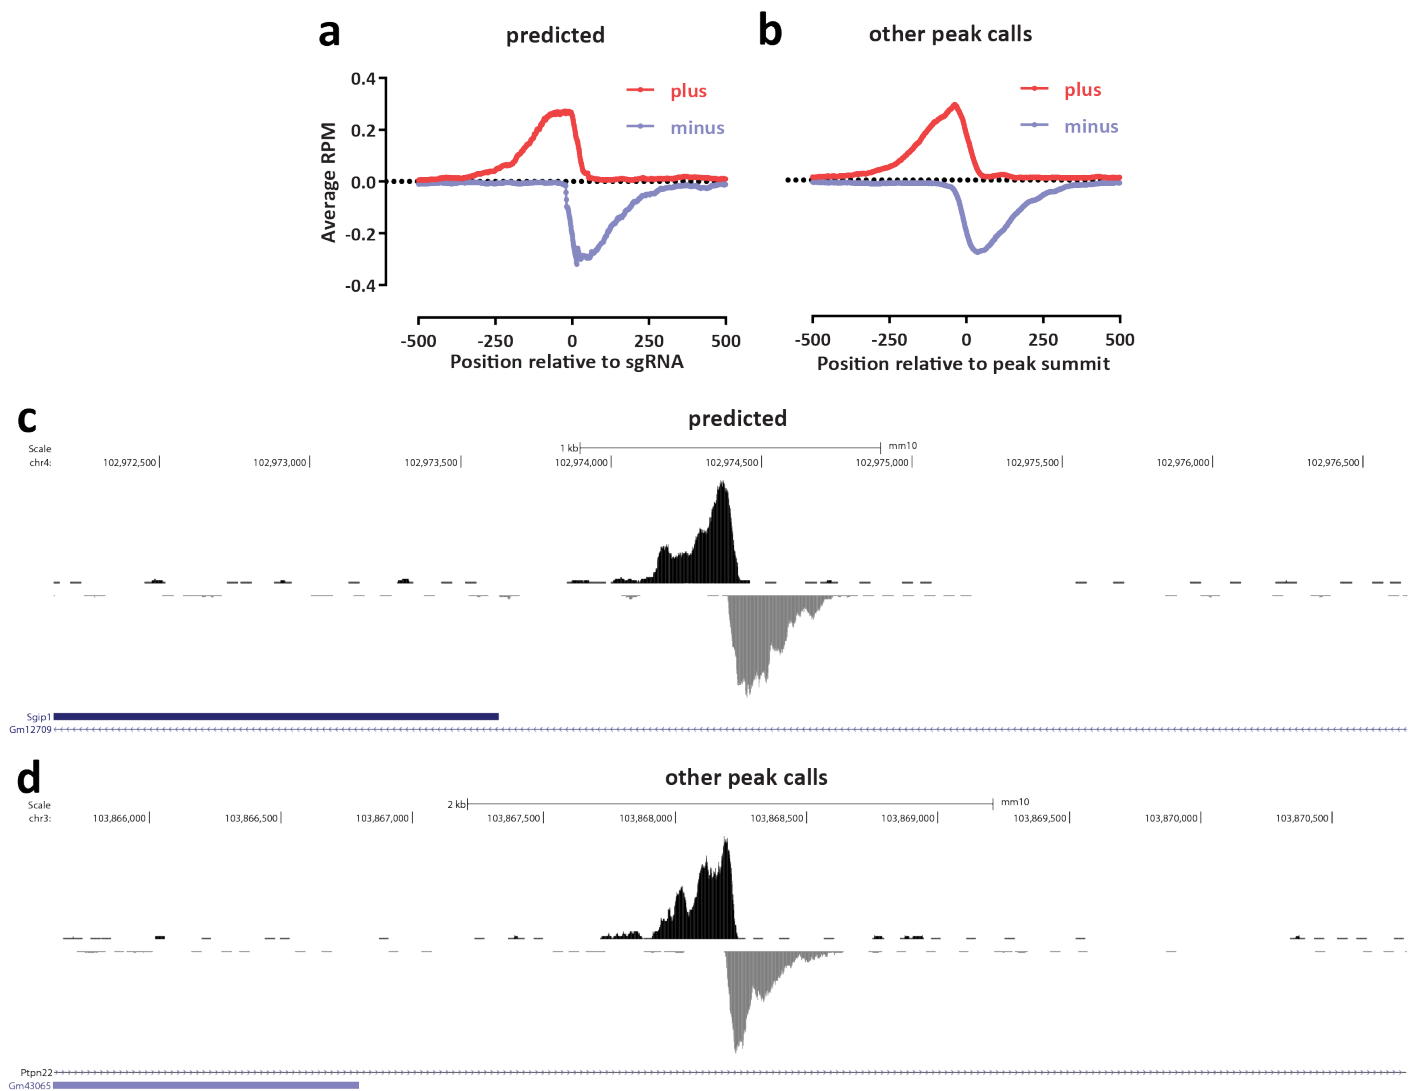 a
predicted
b
other peak calls
0.4
0.2
0.0
-0.2
-0.4
Average RPM
plus
minus
-500 -250 0 250 500
Position relative to sgRNA
plus
minus
-500 -250 0 250 500
Position relative to peak summit
c
predicted
Scale 1 kb mm10
chr4: 102,972,500 102,973,000 102,973,500 102,974,000 102,974,500 102,975,000 102,975,500 102,976,000 102,976,500
Sgip1
Gm12709
d
other peak calls
Scale 2 kb mm10
chr3: 103,866,000 103,866,500 103,867,000 103,867,500 103,868,000 103,868,500 103,869,000 103,869,500 103,870,000 103,870,500
Ptpn22
Gm43065